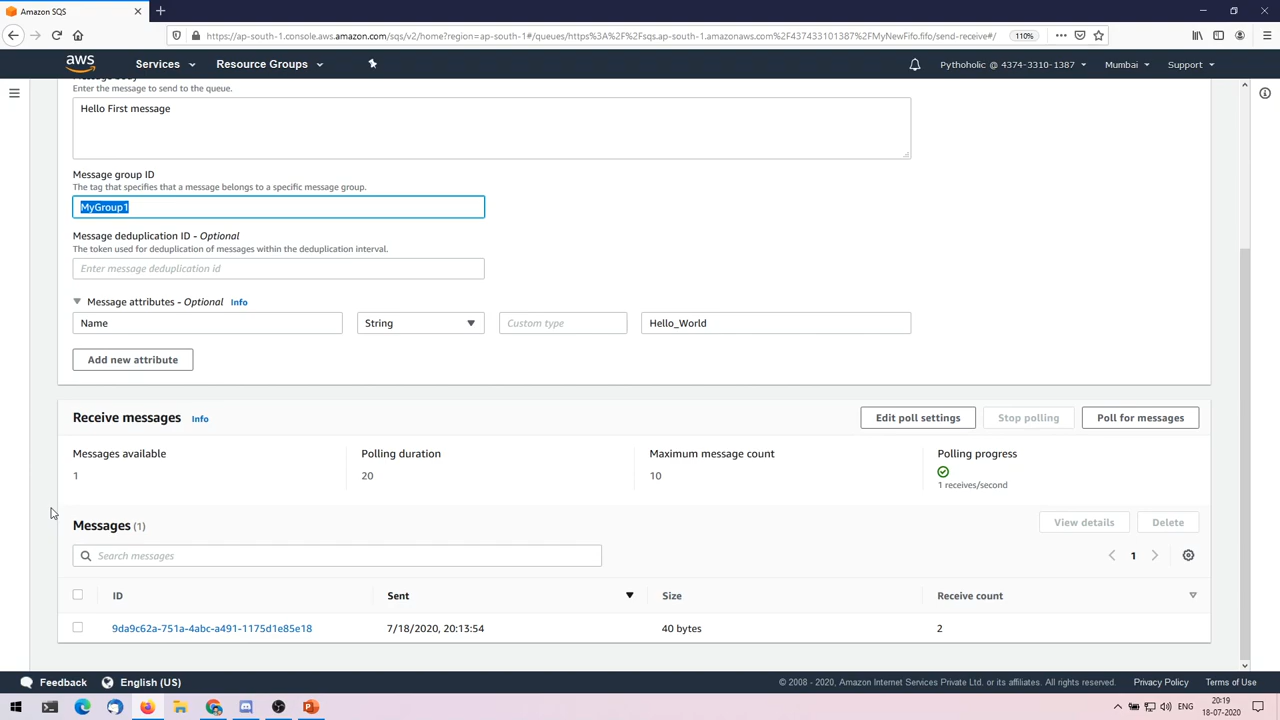 Amazon SQS
https://ap-south-1.console.aws.amazon.com/sqs/v2/home?region=ap-south-1#/queues/https%3A%2F%2Fsqs.ap-south-1.amazonaws.com%2F437433101387%2FMyNewFifo.fifo/send-receive#/
110%
aws
Services
Resource Groups
Pythoholic @ 4374-3310-1387
Mumbai
Support
Message body
Enter the message to send to the queue.
Hello First message
Message group ID
The tag that specifies that a message belongs to a specific message group.
MyGroup1
Message deduplication ID - Optional
The token used for deduplication of messages within the deduplication interval.
Enter message deduplication id
Message attributes - Optional Info
Name
String
Custom type
Hello_World
Add new attribute
Receive messages Info
Edit poll settings
Stop polling
Poll for messages
Messages available
Polling duration
Maximum message count
Polling progress
1
20
10
1 receives/second
Messages (1)
View details
Delete
Search messages
1
ID
Sent
Size
Receive count
9da9c62a-751a-4abc-a491-1175d1e85e18
7/18/2020, 20:13:54
40 bytes
2
Feedback
English (US)
© 2008 - 2020, Amazon Internet Services Private Ltd. or its affiliates. All rights reserved.
Privacy Policy
Terms of Use
ENG
20:19
18-07-2020